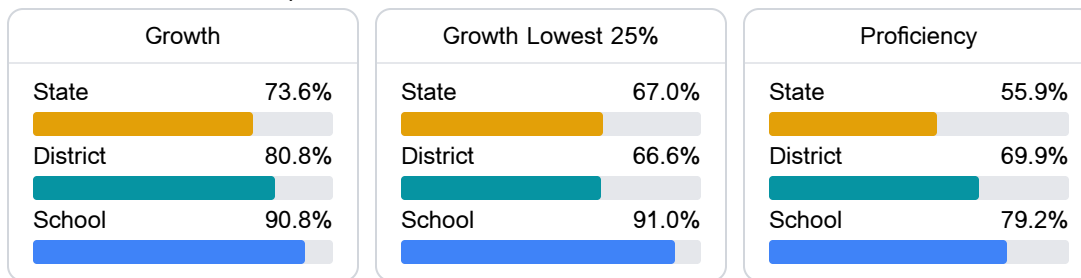 Growth
State 73.6%
District 80.8%
School 90.8%
Growth Lowest 25%
State 67.0%
District 66.6%
School 91.0%
Proficiency
State 55.9%
District 69.9%
School 79.2%